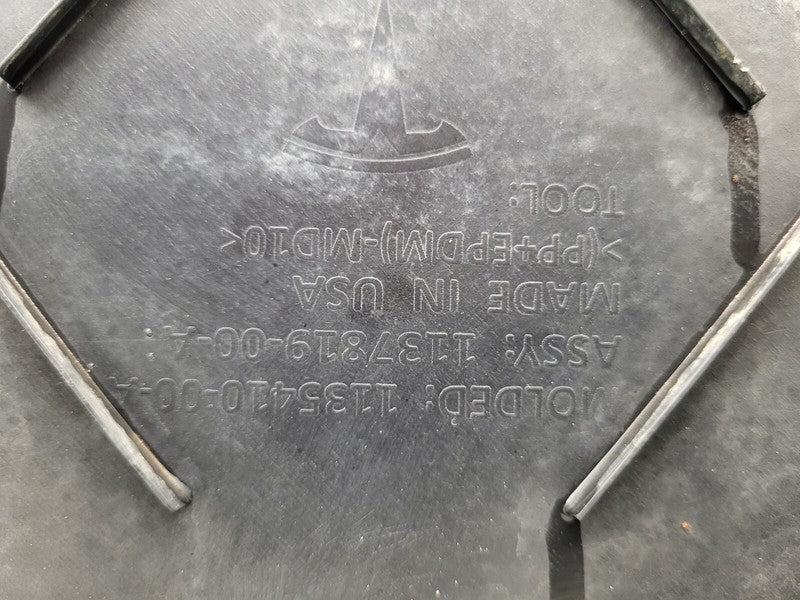 MOLDED: 1135410-00-A
ASSY: 1137819-00-A:
MADE IN USA
>(PP+EPDM)-MD10<
TOOL: